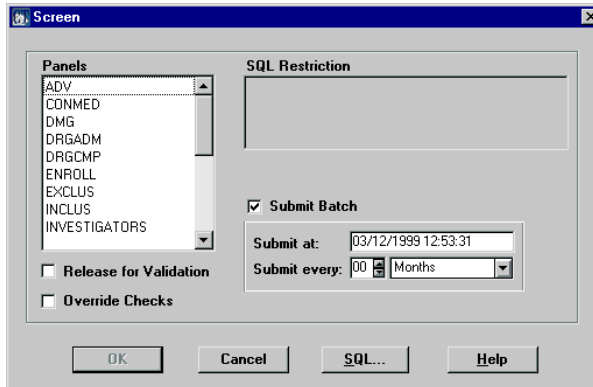 Screen
Panels
ADV
CONMED
DMG
DRGADM
DRGCMP
ENROLL
EXCLUS
INCLUS
INVESTIGATORS
Release for Validation
Override Checks
SQL Restriction
Submit Batch
Submit at: 03/12/1999 12:53:31
Submit every: 00 Months
OK Cancel SQL... Help